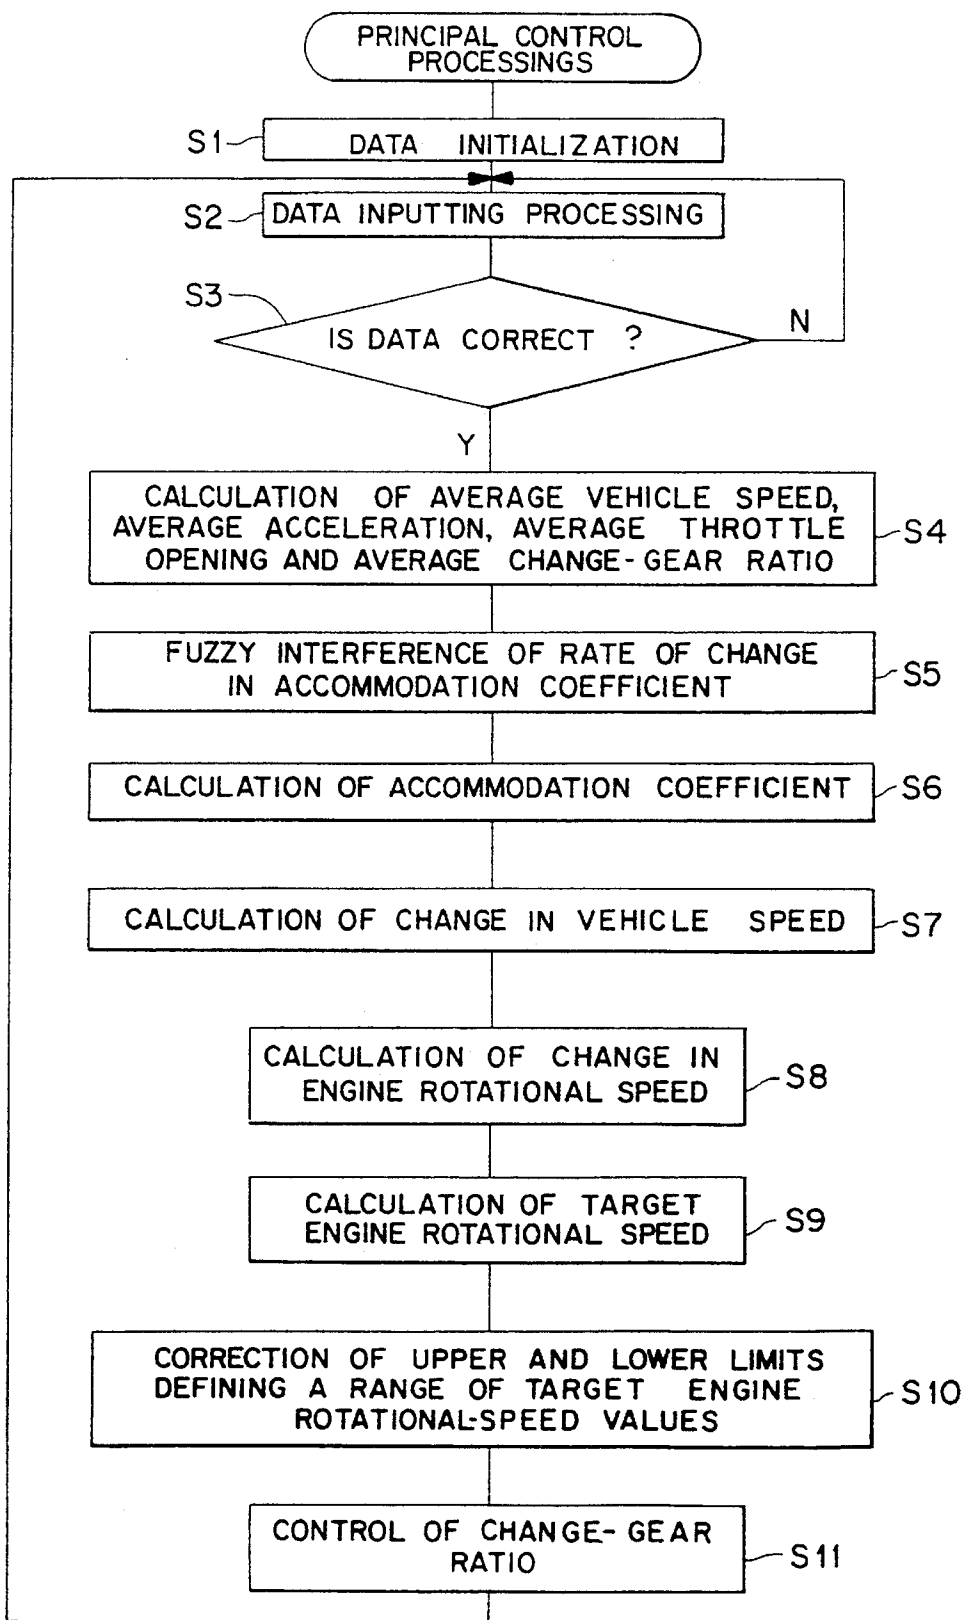 PRINCIPAL CONTROL
PROCESSINGS
S1
DATA INITIALIZATION
S2
DATA INPUTTING PROCESSING
S3
IS DATA CORRECT ?
N
Y
CALCULATION OF AVERAGE VEHICLE SPEED,
AVERAGE ACCELERATION, AVERAGE THROTTLE
OPENING AND AVERAGE CHANGE-GEAR RATIO
S4
FUZZY INTERFERENCE OF RATE OF CHANGE
IN ACCOMMODATION COEFFICIENT
S5
CALCULATION OF ACCOMMODATION COEFFICIENT
S6
CALCULATION OF CHANGE IN VEHICLE SPEED
S7
CALCULATION OF CHANGE IN
ENGINE ROTATIONAL SPEED
S8
CALCULATION OF TARGET
ENGINE ROTATIONAL SPEED
S9
CORRECTION OF UPPER AND LOWER LIMITS
DEFINING A RANGE OF TARGET ENGINE
ROTATIONAL-SPEED VALUES
S10
CONTROL OF CHANGE-GEAR
RATIO
S11